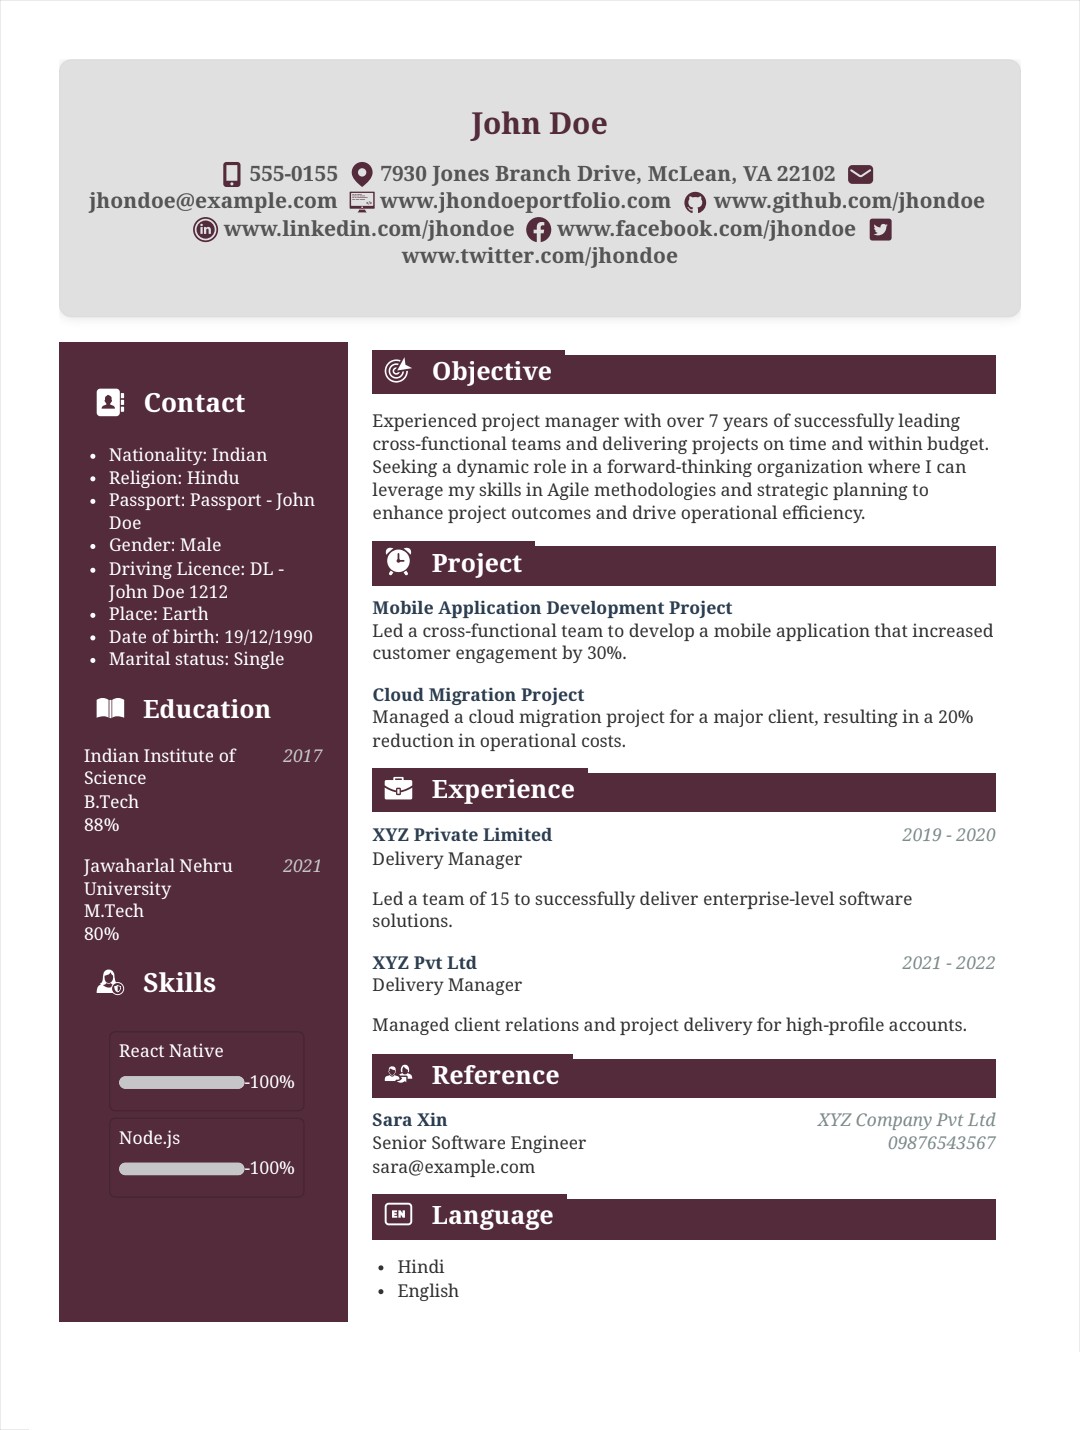 John Doe
555-0155 7930 Jones Branch Drive, McLean, VA 22102
jhondoe@example.com www.jhondoeportfolio.com www.github.com/jhondoe
www.linkedin.com/jhondoe www.facebook.com/jhondoe
www.twitter.com/jhondoe
Contact
• Nationality: Indian
• Religion: Hindu
• Passport: Passport - John
Doe
• Gender: Male
• Driving Licence: DL -
John Doe 1212
• Place: Earth
• Date of birth: 19/12/1990
• Marital status: Single
Education
Indian Institute of 2017
Science
B.Tech
88%
Jawaharlal Nehru 2021
University
M.Tech
80%
Skills
React Native
-100%
Node.js
-100%
Objective
Experienced project manager with over 7 years of successfully leading
cross-functional teams and delivering projects on time and within budget.
Seeking a dynamic role in a forward-thinking organization where I can
leverage my skills in Agile methodologies and strategic planning to
enhance project outcomes and drive operational efficiency.
Project
Mobile Application Development Project
Led a cross-functional team to develop a mobile application that increased
customer engagement by 30%.
Cloud Migration Project
Managed a cloud migration project for a major client, resulting in a 20%
reduction in operational costs.
Experience
XYZ Private Limited 2019 - 2020
Delivery Manager
Led a team of 15 to successfully deliver enterprise-level software
solutions.
XYZ Pvt Ltd 2021 - 2022
Delivery Manager
Managed client relations and project delivery for high-profile accounts.
Reference
Sara Xin XYZ Company Pvt Ltd
Senior Software Engineer 09876543567
sara@example.com
EN Language
• Hindi
• English